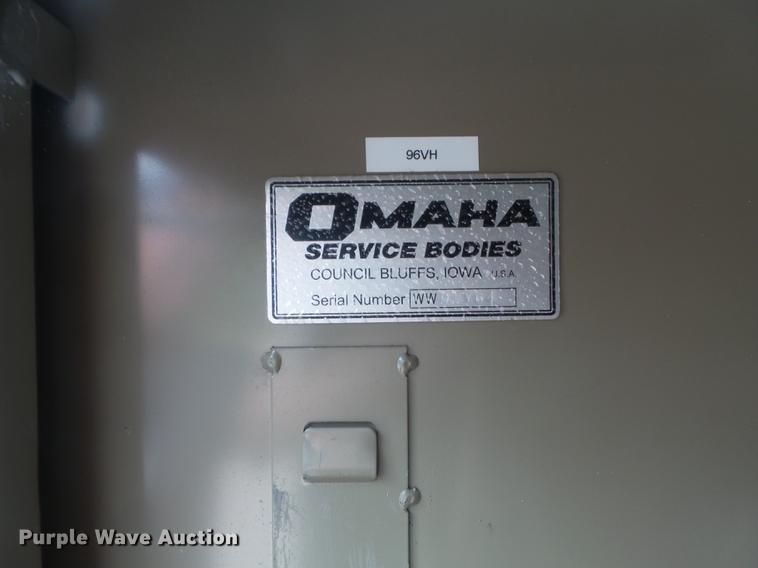 96VH
OMAHA
SERVICE BODIES
COUNCIL BLUFFS, IOWA U.S.A.
Serial Number WW
Purple Wave Auction